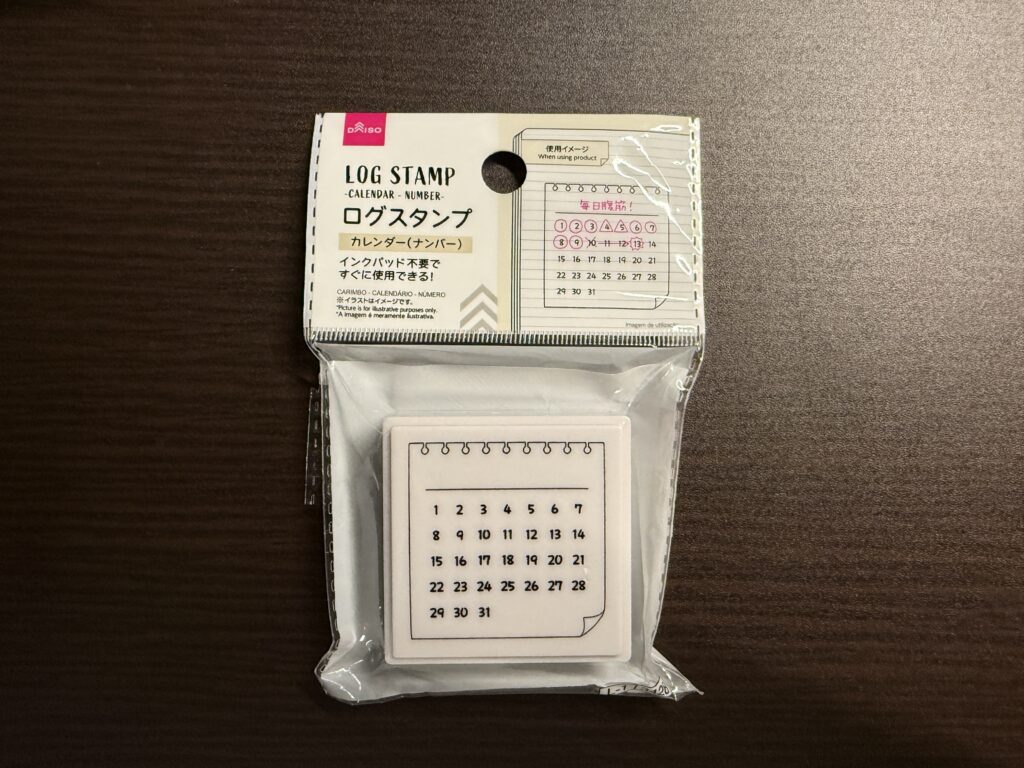 DAISO
LOG STAMP
-CALENDAR - NUMBER-
ログスタンプ
カレンダー(ナンバー)
インクパッド不要で
すぐに使用できる!
CARIMBO - CALENDÁRIO - NÚMERO
※イラストはイメージです。
*Picture is for illustrative purposes only.
*A imagem é meramente ilustrativa.
使用イメージ
When using product
毎日腹筋!
1 2 3 4 5 6 7
8 9 10 11 12 13 14
15 16 17 18 19 20 21
22 23 24 25 26 27 28
29 30 31
Imagem de utilização
1 2 3 4 5 6 7
8 9 10 11 12 13 14
15 16 17 18 19 20 21
22 23 24 25 26 27 28
29 30 31